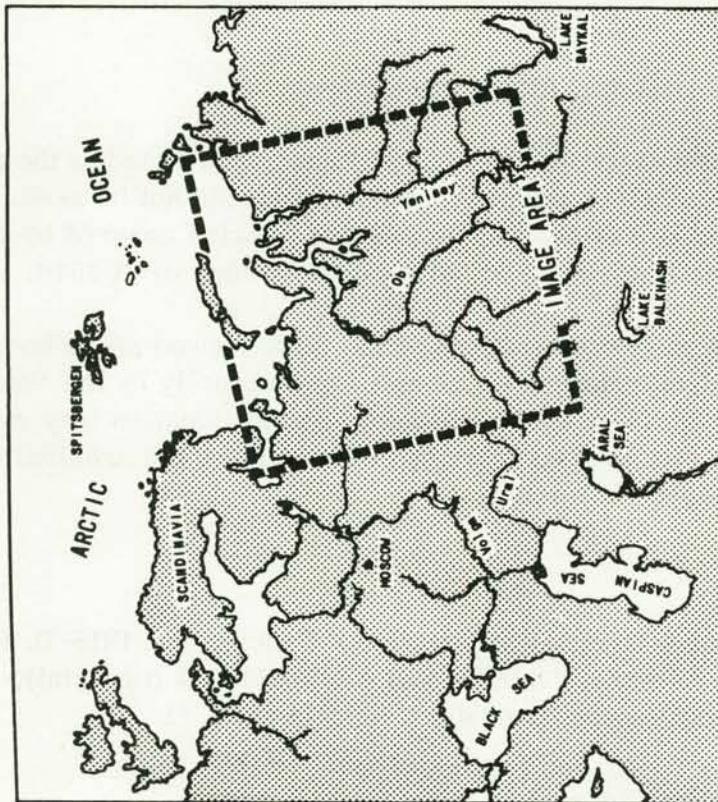 ARCTIC
OCEAN
SPITSBERGEN
SCANDINAVIA
MOSCOW
Volga
Ural
Ob
Yenisey
IMAGE AREA
LAKE
BAYKAL
LAKE
BALKHASH
ARAL
SEA
CASPIAN
SEA
BLACK SEA